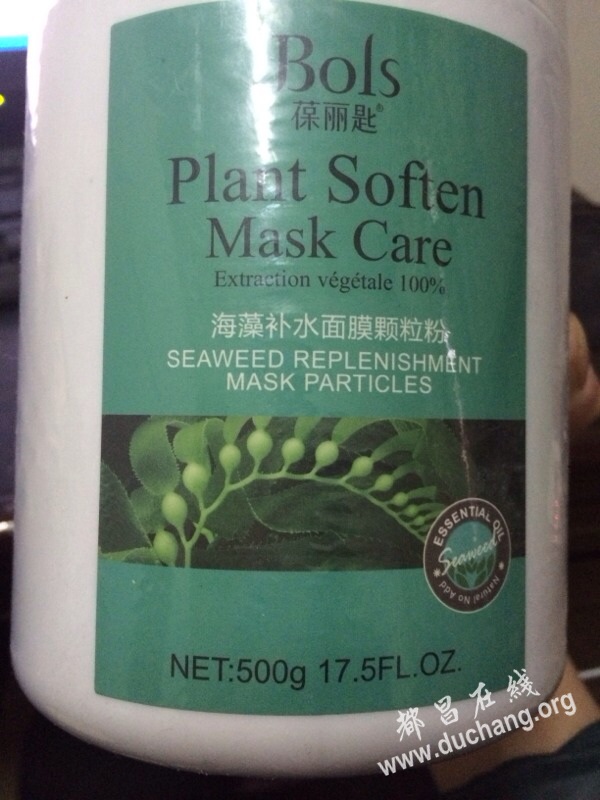 Bols
葆丽匙®
Plant Soften
Mask Care
Extraction végétale 100%
海藻补水面膜颗粒粉
SEAWEED REPLENISHMENT
MASK PARTICLES
ESSENTIAL OIL
Seaweed
Natural No Add
NET:500g 17.5FL.OZ.
都昌在线
www.duchang.org